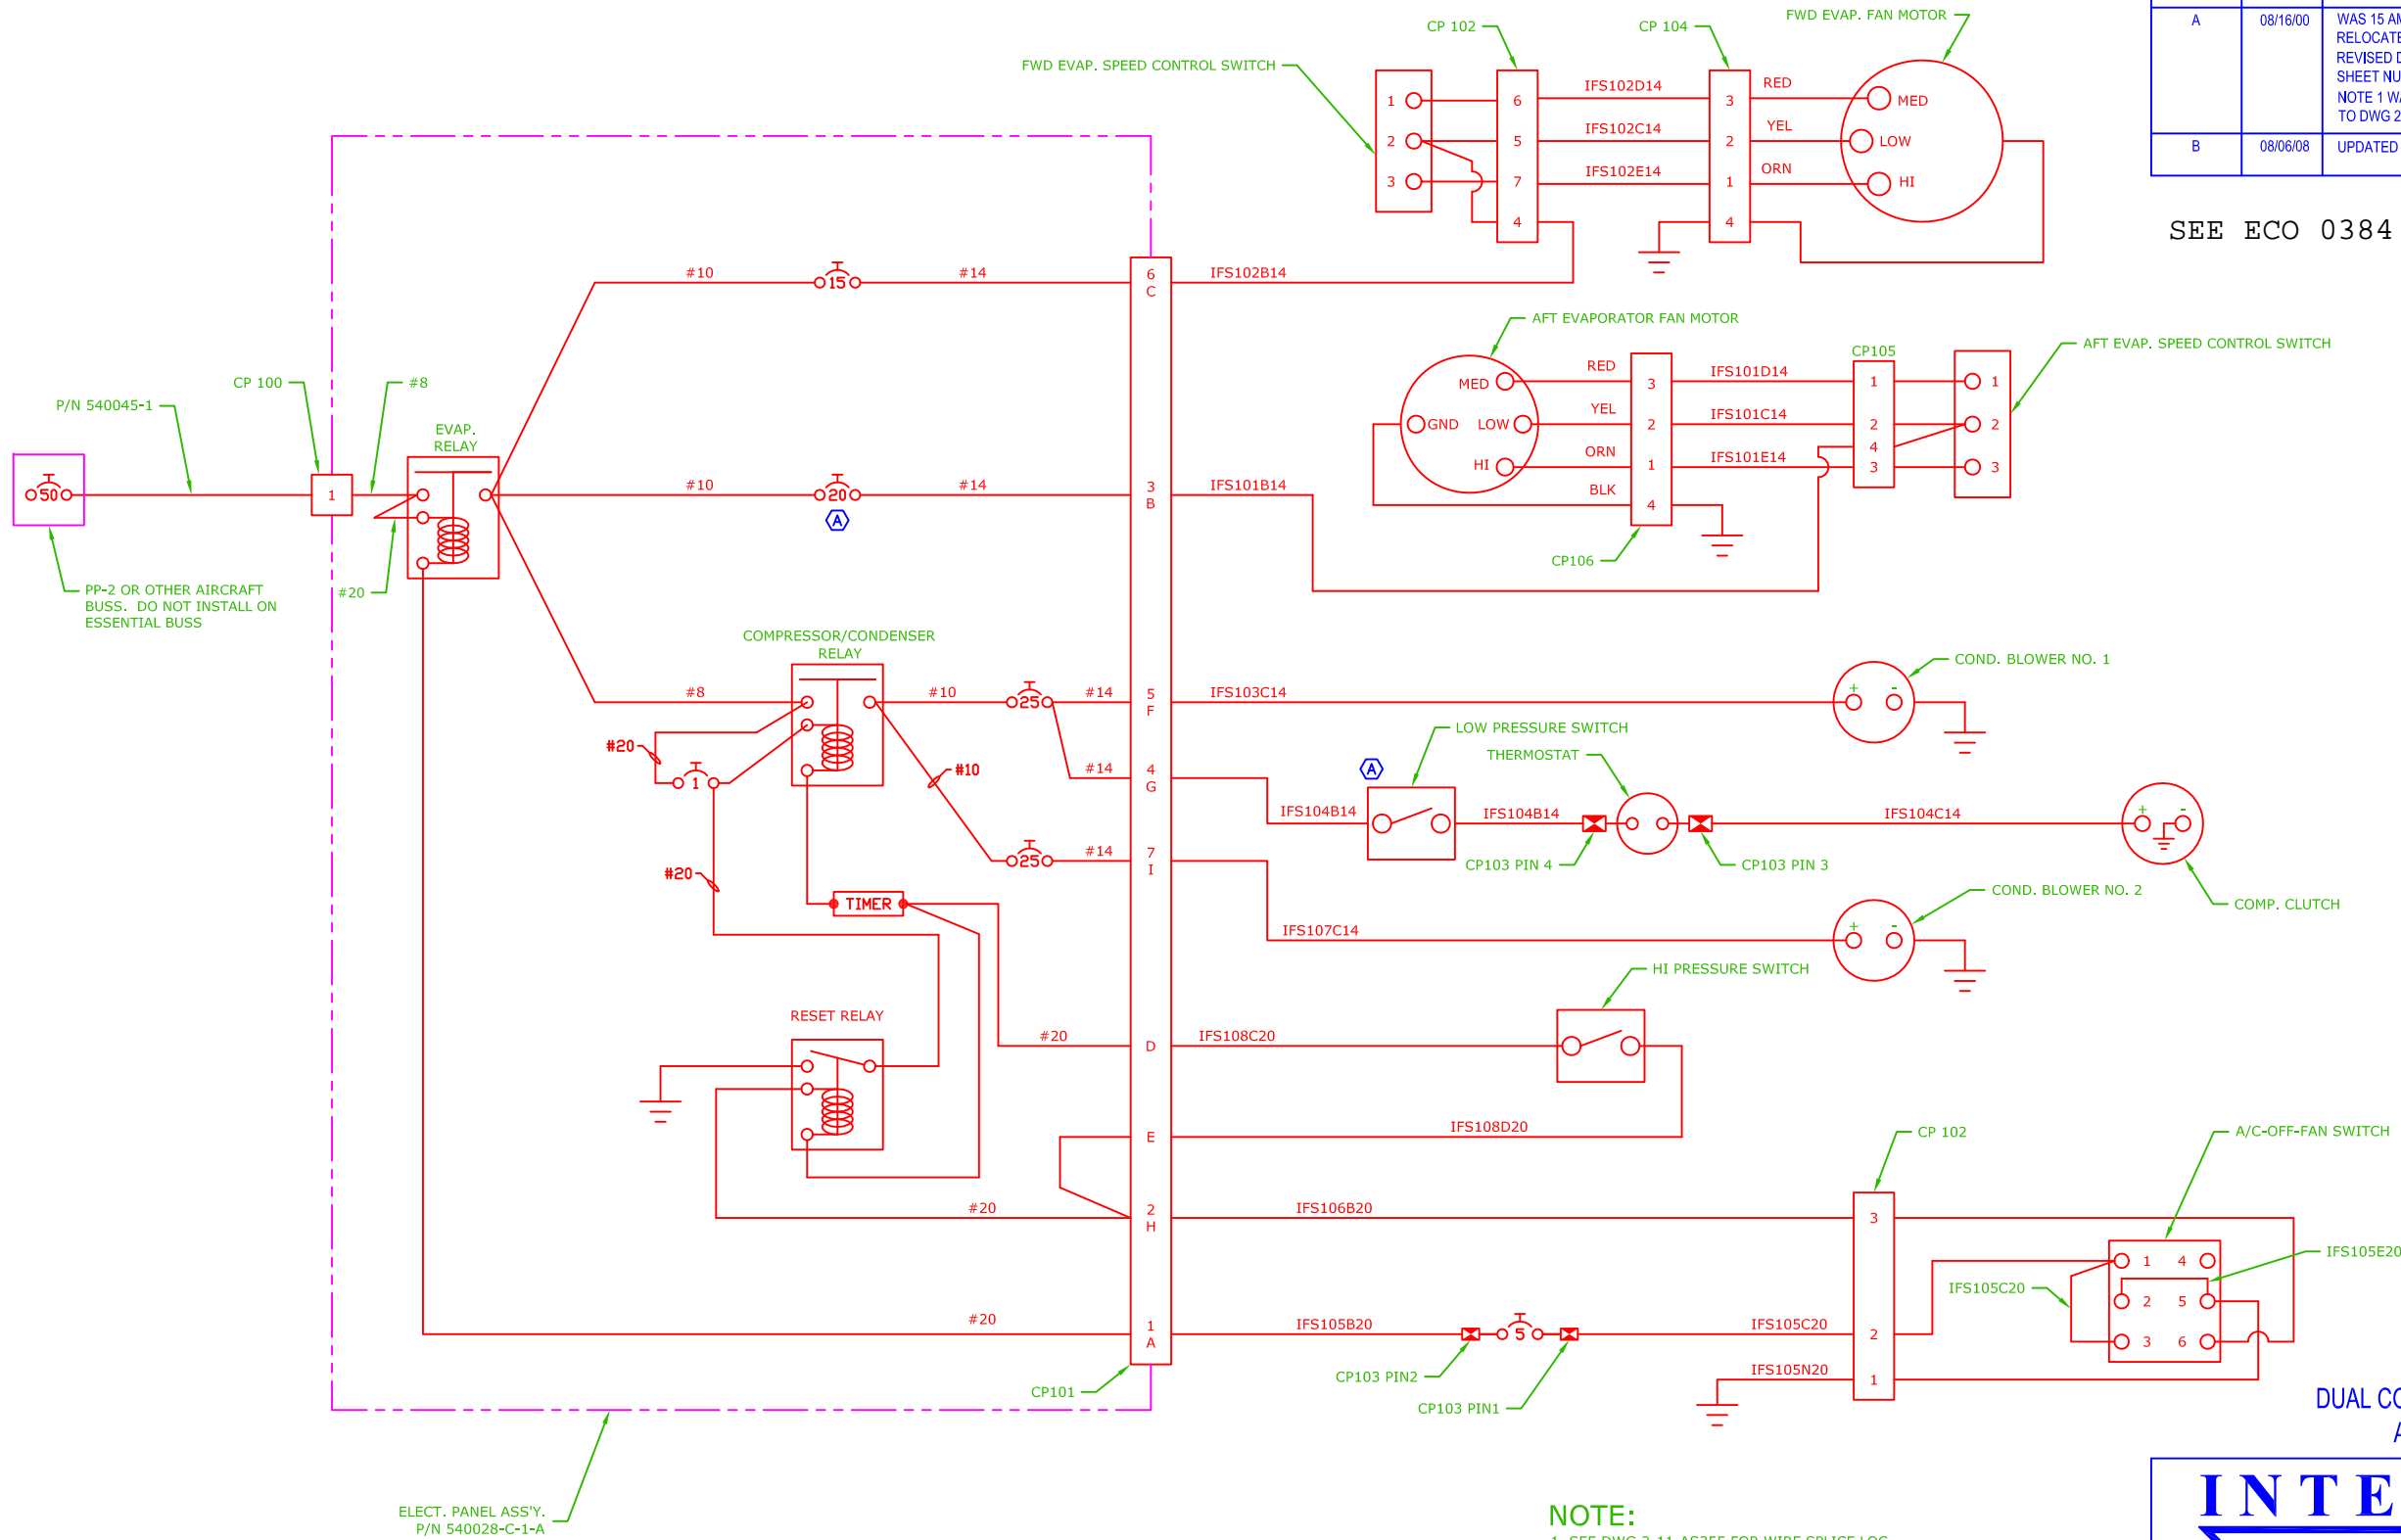 A
08/16/00
WAS 15 AM
RELOCATE
REVISED D
SHEET NU
NOTE 1 WA
TO DWG 2
B
08/06/08
UPDATED
SEE ECO 0384
CP 102
CP 104
FWD EVAP. FAN MOTOR
FWD EVAP. SPEED CONTROL SWITCH
1
2
3
6
5
7
4
IFS102D14
IFS102C14
IFS102E14
3
2
1
4
RED
YEL
ORN
MED
LOW
HI
#10
15
#14
6
C
IFS102B14
AFT EVAPORATOR FAN MOTOR
MED
GND
LOW
HI
RED
YEL
ORN
BLK
3
2
1
4
CP106
IFS101D14
IFS101C14
IFS101E14
CP105
1
2
4
3
1
2
3
AFT EVAP. SPEED CONTROL SWITCH
P/N 540045-1
CP 100
#8
50
1
EVAP.
RELAY
#20
PP-2 OR OTHER AIRCRAFT
BUSS. DO NOT INSTALL ON
ESSENTIAL BUSS
#10
20
A
#14
3
B
IFS101B14
COMPRESSOR/CONDENSER
RELAY
#8
#10
25
#14
5
F
IFS103C14
COND. BLOWER NO. 1
+ -
#20
1
#10
#14
4
G
LOW PRESSURE SWITCH
A
THERMOSTAT
IFS104B14
IFS104B14
IFS104C14
CP103 PIN 4
CP103 PIN 3
+ -
COMP. CLUTCH
25
#14
7
I
IFS107C14
COND. BLOWER NO. 2
+ -
#20
TIMER
HI PRESSURE SWITCH
RESET RELAY
#20
D
IFS108C20
E
IFS108D20
#20
2
H
IFS106B20
CP 102
3
2
1
A/C-OFF-FAN SWITCH
1 4
2 5
3 6
IFS105E20
IFS105C20
#20
1
A
IFS105B20
5
IFS105C20
CP103 PIN2
CP103 PIN1
IFS105N20
CP101
ELECT. PANEL ASS'Y.
P/N 540028-C-1-A
DUAL CO
A
NOTE:
1. SEE DWG 2-11-AS355 FOR WIRE SPLICE LOC
INTE